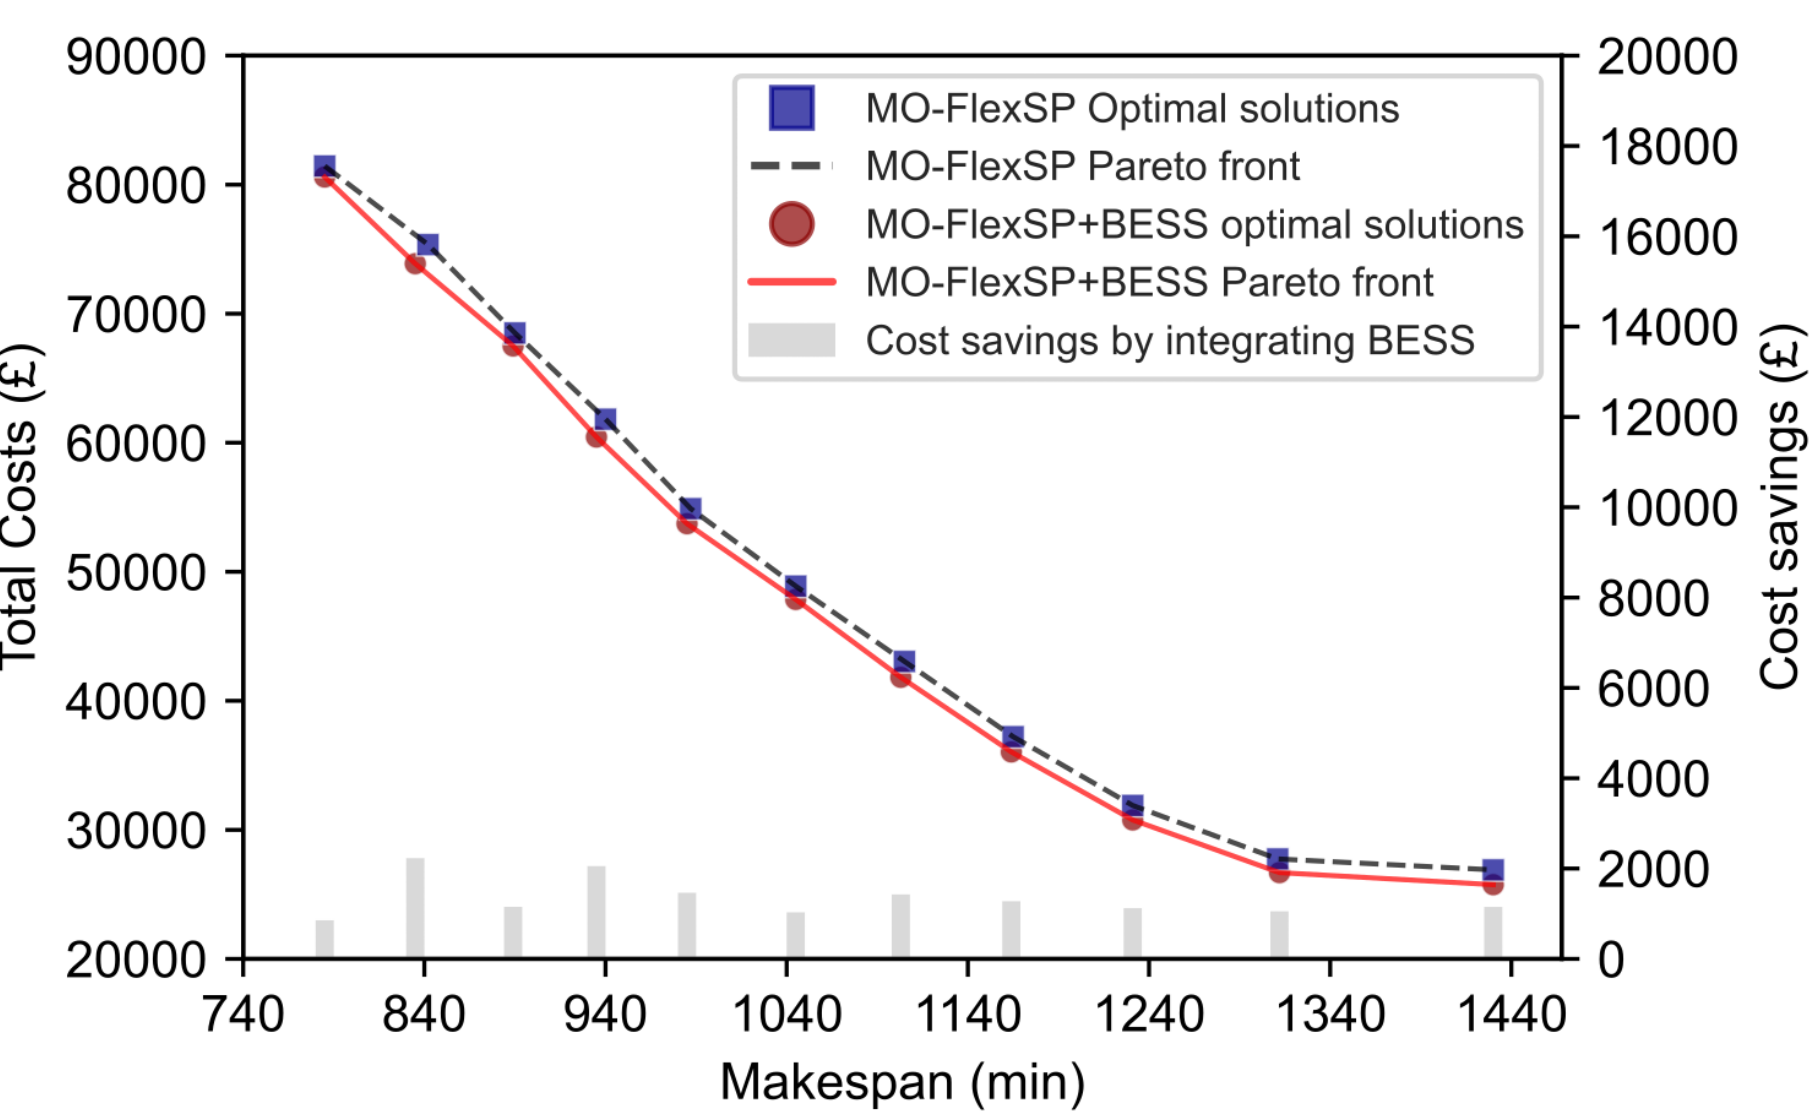 90000
80000
70000
60000
50000
40000
30000
20000
Total Costs (£)
MO-FlexSP Optimal solutions
MO-FlexSP Pareto front
MO-FlexSP+BESS optimal solutions
MO-FlexSP+BESS Pareto front
Cost savings by integrating BESS
20000
18000
16000
14000
12000
10000
8000
6000
4000
2000
0
Cost savings (£)
740 840 940 1040 1140 1240 1340 1440
Makespan (min)